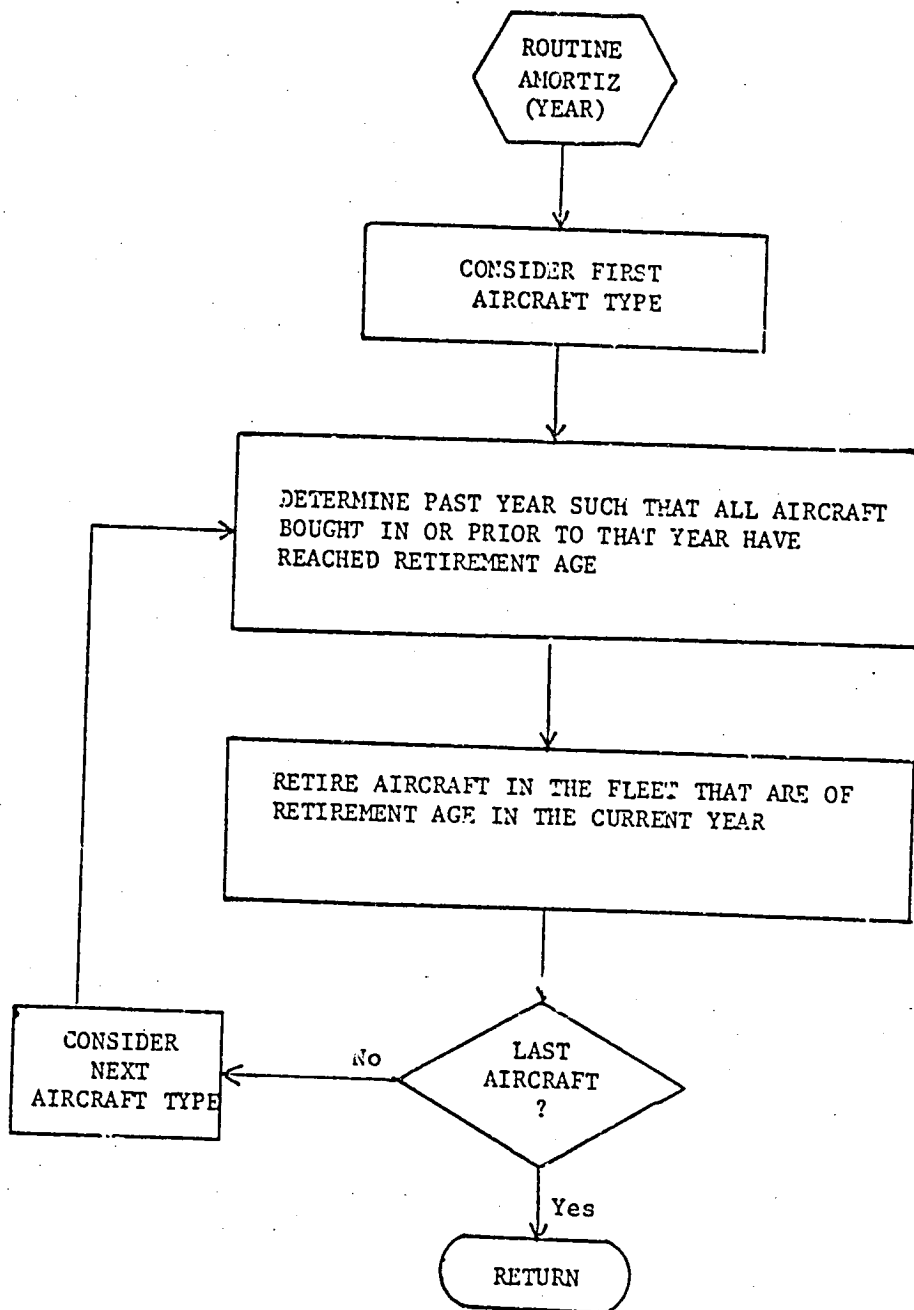 ROUTINE
AMORTIZ
(YEAR)
CONSIDER FIRST
AIRCRAFT TYPE
DETERMINE PAST YEAR SUCH THAT ALL AIRCRAFT
BOUGHT IN OR PRIOR TO THAT YEAR HAVE
REACHED RETIREMENT AGE
RETIRE AIRCRAFT IN THE FLEET THAT ARE OF
RETIREMENT AGE IN THE CURRENT YEAR
LAST
AIRCRAFT
?
No
CONSIDER
NEXT
AIRCRAFT TYPE
Yes
RETURN